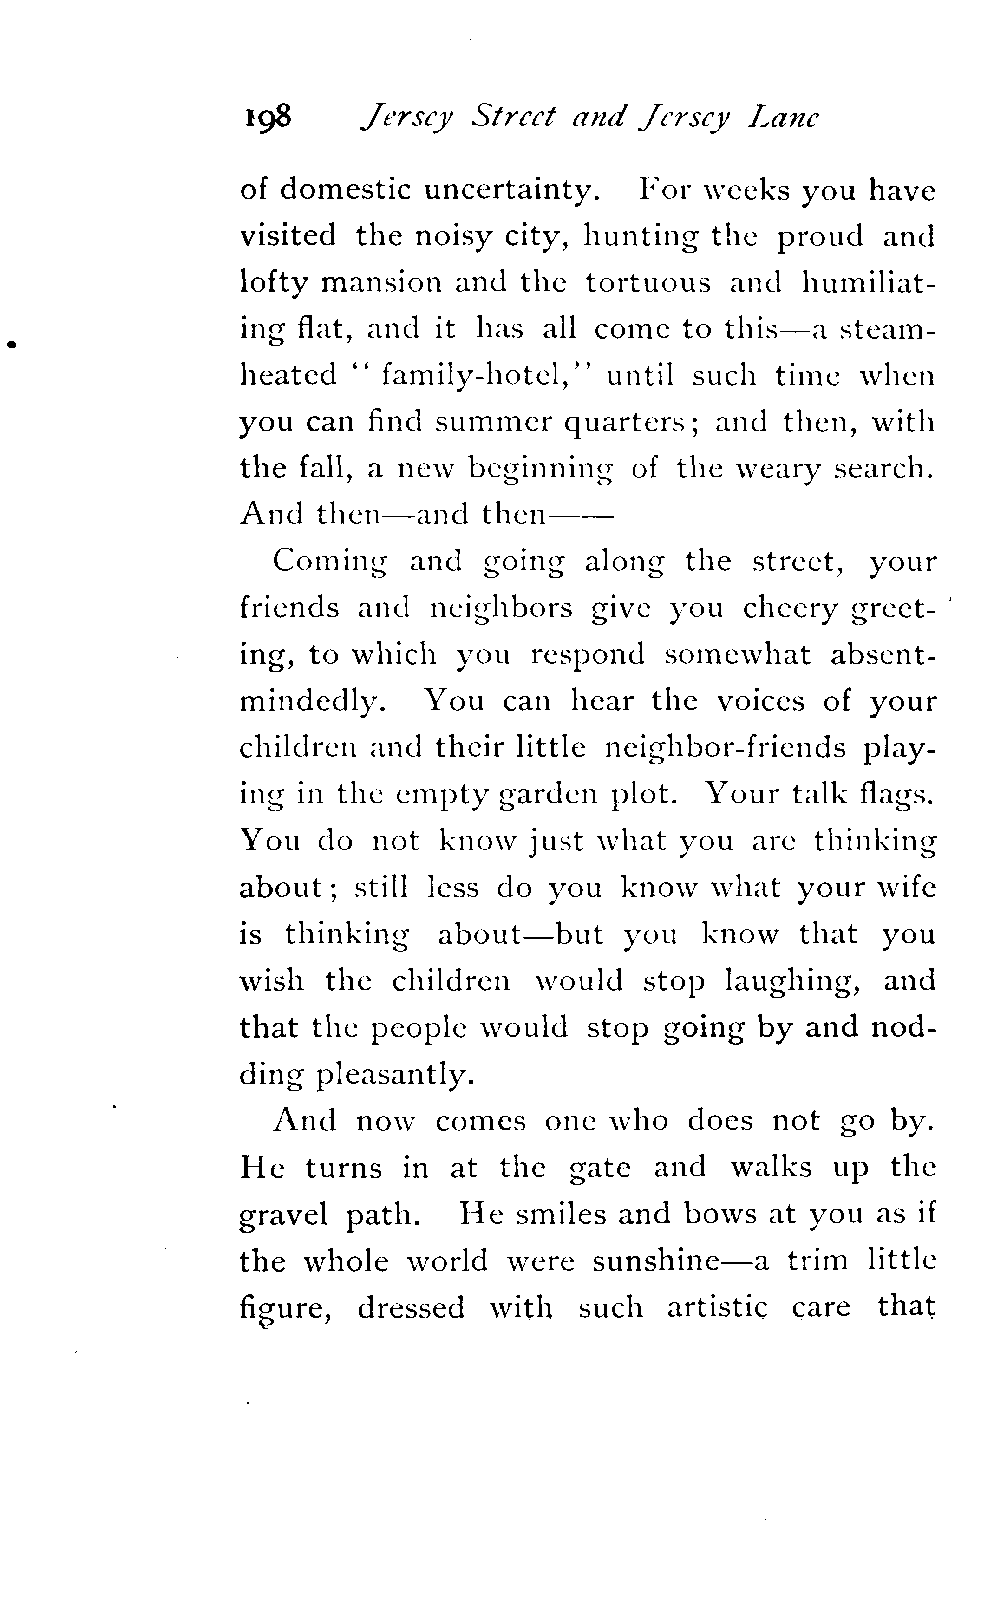 198 Jersey Street and Jersey Lane
of domestic uncertainty. For weeks you have
visited the noisy city, hunting the proud and
lofty mansion and the tortuous and humiliat-
ing flat, and it has all come to this—a steam-
heated “ family-hotel,” until such time when
you can find summer quarters; and then, with
the fall, a new beginning of the weary search.
And then—and then——
Coming and going along the street, your
friends and neighbors give you cheery greet-
ing, to which you respond somewhat absent-
mindedly. You can hear the voices of your
children and their little neighbor-friends play-
ing in the empty garden plot. Your talk flags.
You do not know just what you are thinking
about; still less do you know what your wife
is thinking about—but you know that you
wish the children would stop laughing, and
that the people would stop going by and nod-
ding pleasantly.
And now comes one who does not go by.
He turns in at the gate and walks up the
gravel path. He smiles and bows at you as if
the whole world were sunshine—a trim little
figure, dressed with such artistic care that